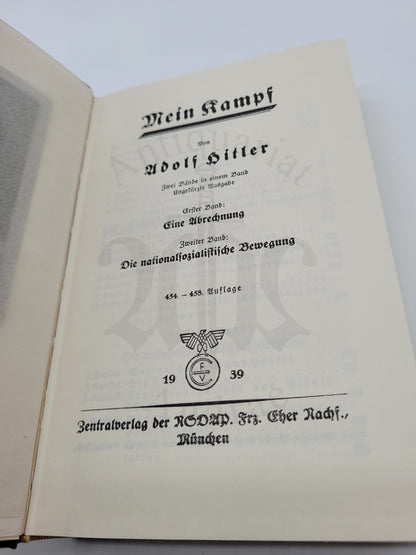 Mein Kampf
Von
Adolf Hitler
Zwei Bände in einem Band
Ungekürzte Ausgabe
Erster Band:
Eine Abrechnung
Zweiter Band:
Die nationalsozialistische Bewegung
454. – 458. Auflage
19 39
Zentralverlag der NSDAP. Frz. Eher Nachf.,
München
Antiquariat